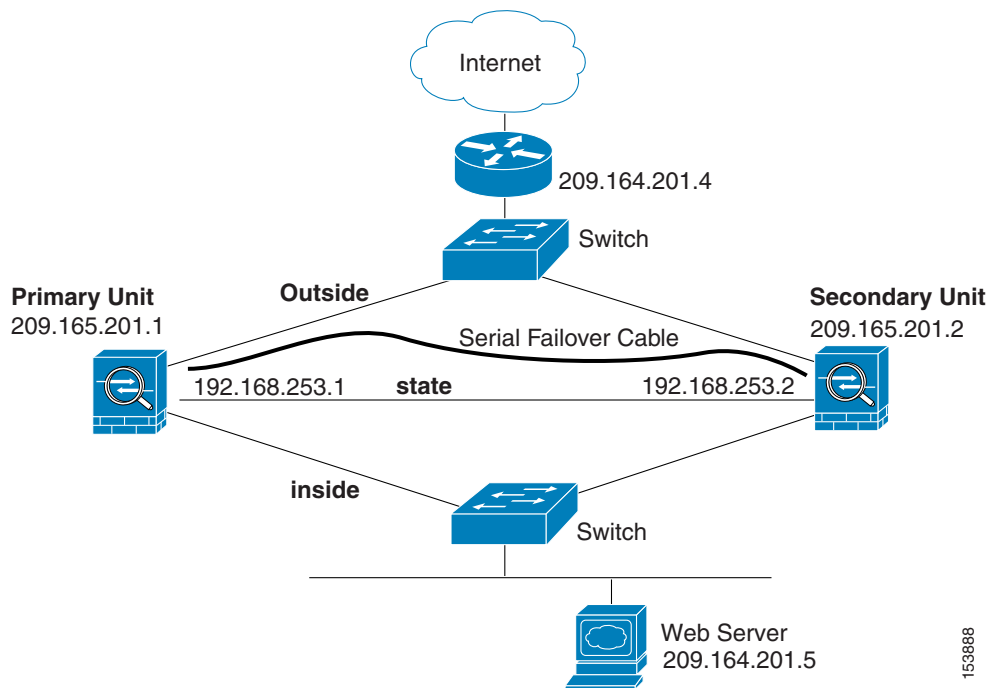 Internet
209.164.201.4
Switch
Outside
Primary Unit
209.165.201.1
Secondary Unit
209.165.201.2
Serial Failover Cable
192.168.253.1
state
192.168.253.2
inside
Switch
Web Server
209.164.201.5
153888